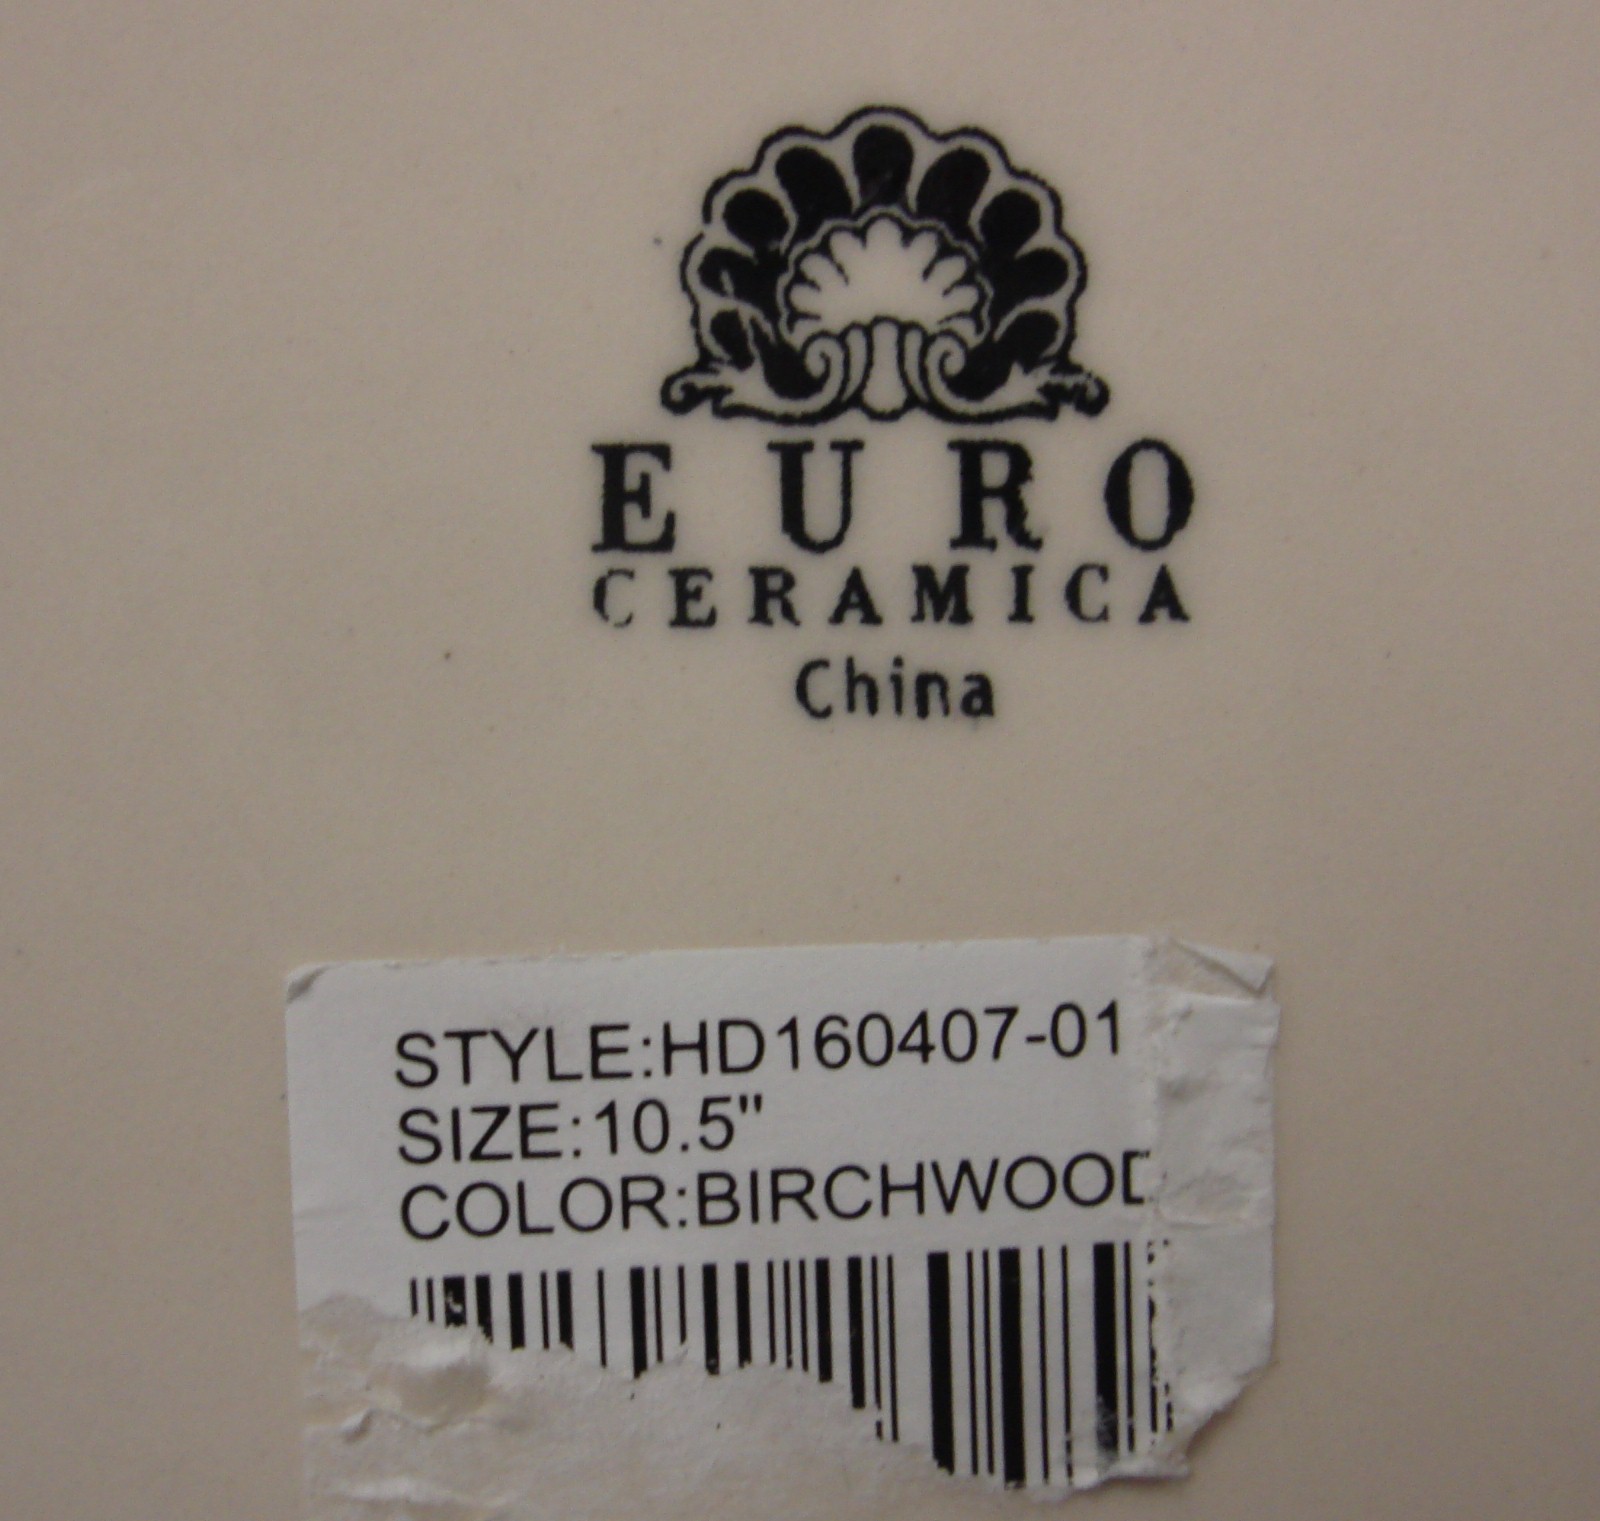 EURO
CERAMICA
China
STYLE:HD160407-01
SIZE:10.5"
COLOR:BIRCHWOOD